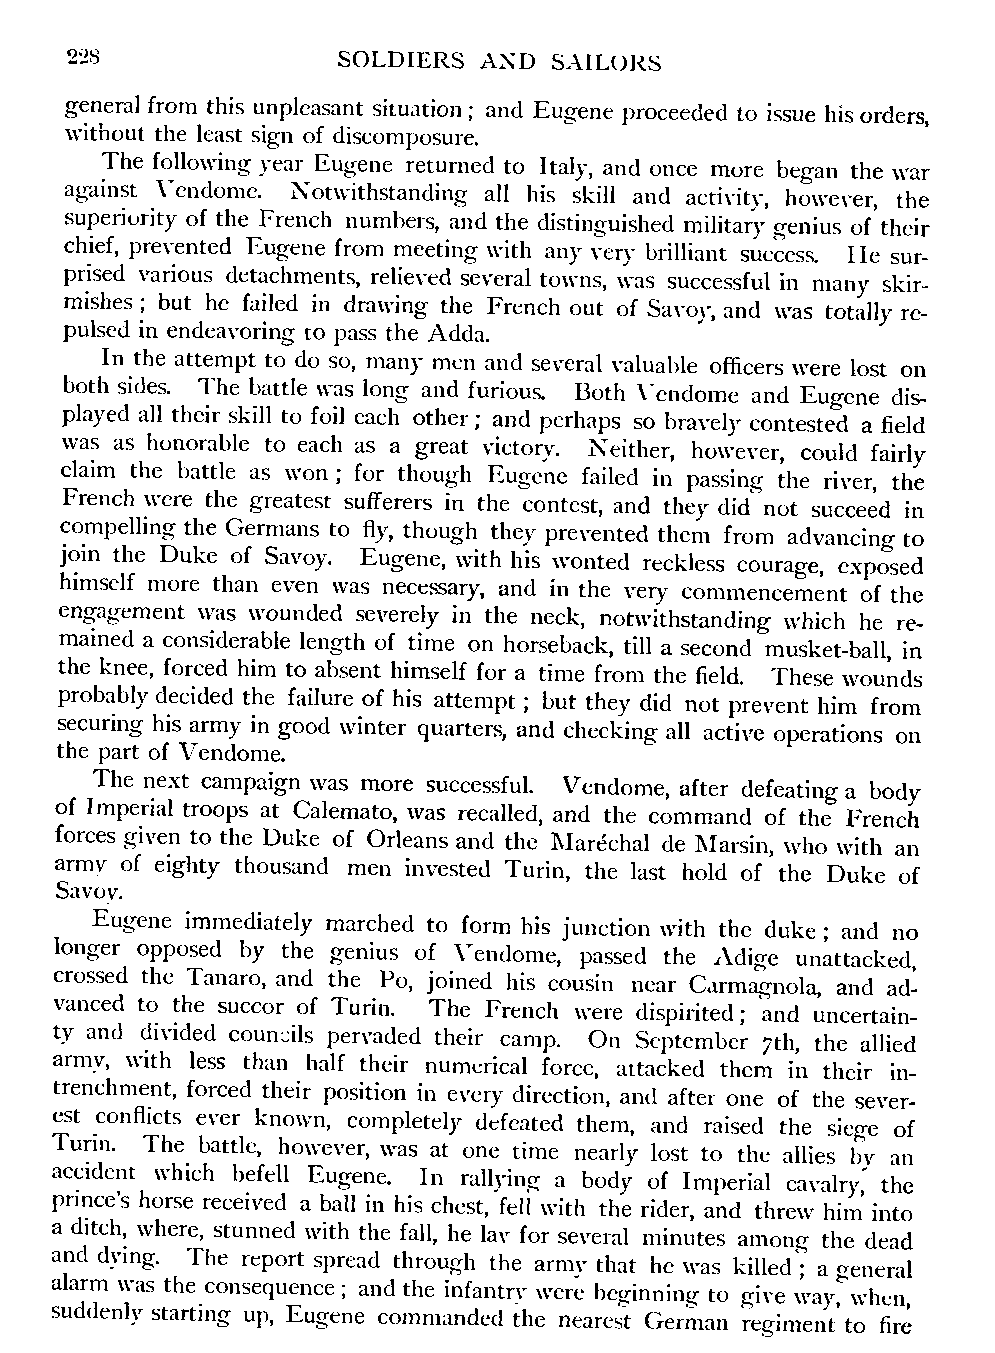 228 SOLDIERS AND SAILORS
general from this unpleasant situation; and Eugene proceeded to issue his orders,
without the least sign of discomposure.
The following year Eugene returned to Italy, and once more began the war
against Vendome. Notwithstanding all his skill and activity, however, the
superiority of the French numbers, and the distinguished military genius of their
chief, prevented Eugene from meeting with any very brilliant success. He sur-
prised various detachments, relieved several towns, was successful in many skir-
mishes; but he failed in drawing the French out of Savoy, and was totally re-
pulsed in endeavoring to pass the Adda.
In the attempt to do so, many men and several valuable officers were lost on
both sides. The battle was long and furious. Both Vendome and Eugene dis-
played all their skill to foil each other; and perhaps so bravely contested a field
was as honorable to each as a great victory. Neither, however, could fairly
claim the battle as won; for though Eugene failed in passing the river, the
French were the greatest sufferers in the contest, and they did not succeed in
compelling the Germans to fly, though they prevented them from advancing to
join the Duke of Savoy. Eugene, with his wonted reckless courage, exposed
himself more than even was necessary, and in the very commencement of the
engagement was wounded severely in the neck, notwithstanding which he re-
mained a considerable length of time on horseback, till a second musket-ball, in
the knee, forced him to absent himself for a time from the field. These wounds
probably decided the failure of his attempt; but they did not prevent him from
securing his army in good winter quarters, and checking all active operations on
the part of Vendome.
The next campaign was more successful. Vendome, after defeating a body
of Imperial troops at Calemato, was recalled, and the command of the French
forces given to the Duke of Orleans and the Maréchal de Marsin, who with an
army of eighty thousand men invested Turin, the last hold of the Duke of
Savoy.
Eugene immediately marched to form his junction with the duke; and no
longer opposed by the genius of Vendome, passed the Adige unattacked,
crossed the Tanaro, and the Po, joined his cousin near Carmagnola, and ad-
vanced to the succor of Turin. The French were dispirited; and uncertain-
ty and divided councils pervaded their camp. On September 7th, the allied
army, with less than half their numerical force, attacked them in their in-
trenchment, forced their position in every direction, and after one of the sever-
est conflicts ever known, completely defeated them, and raised the siege of
Turin. The battle, however, was at one time nearly lost to the allies by an
accident which befell Eugene. In rallying a body of Imperial cavalry, the
prince's horse received a ball in his chest, fell with the rider, and threw him into
a ditch, where, stunned with the fall, he lay for several minutes among the dead
and dying. The report spread through the army that he was killed; a general
alarm was the consequence; and the infantry were beginning to give way, when,
suddenly starting up, Eugene commanded the nearest German regiment to fire